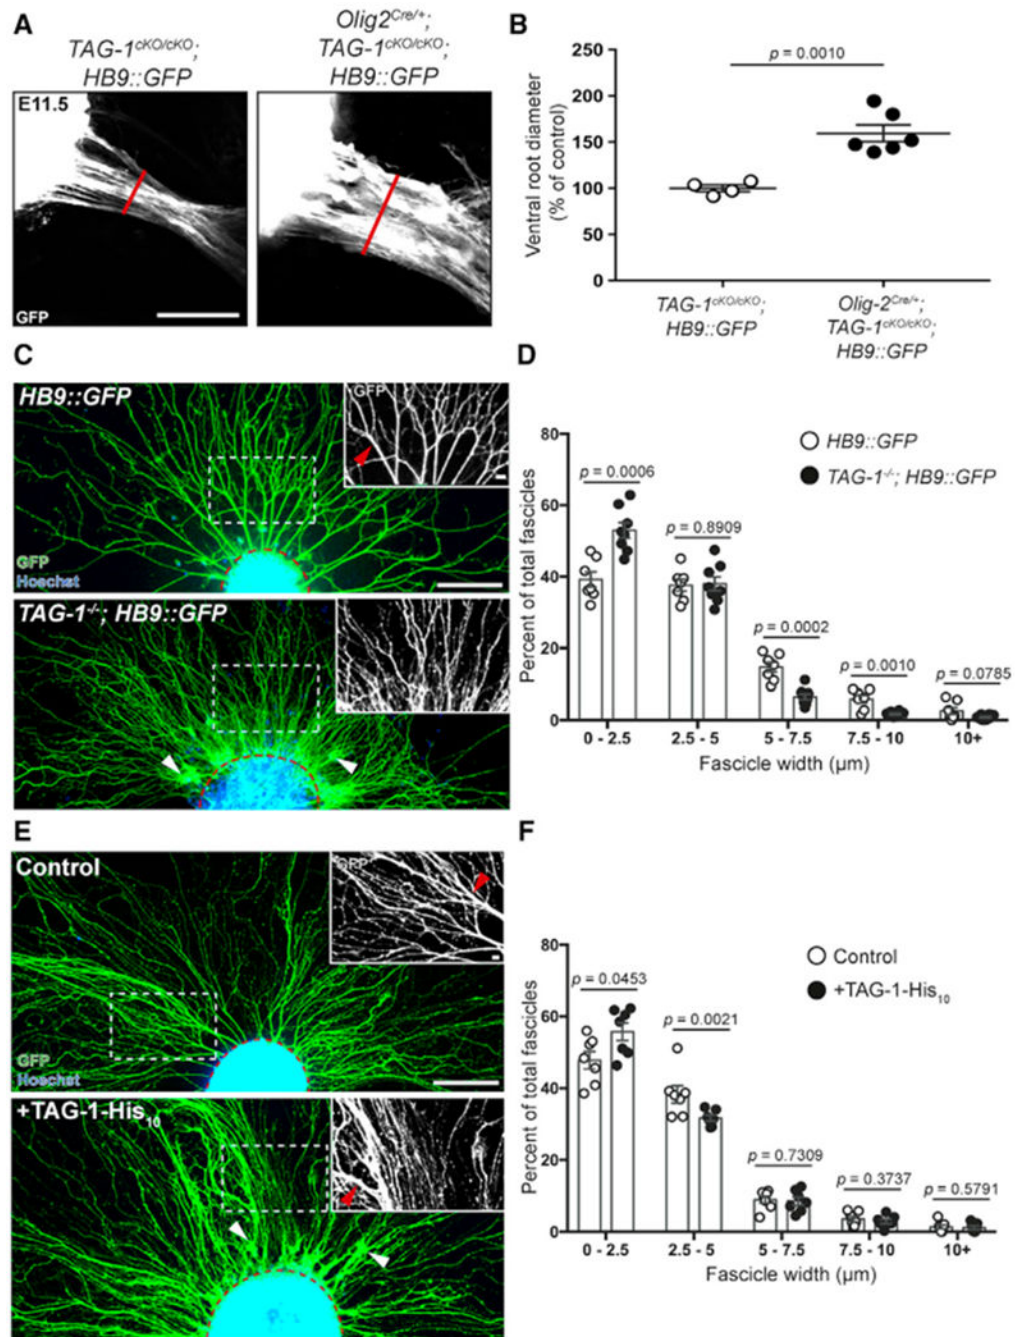 A
TAG-1cKO/cKO;
HB9::GFP
Olig2Cre/+;
TAG-1cKO/cKO;
HB9::GFP
E11.5
GFP
B
p = 0.0010
250
200
150
100
50
0
Ventral root diameter
(% of control)
TAG-1cKO/cKO;
HB9::GFP
Olig-2Cre/+;
TAG-1cKO/cKO;
HB9::GFP
C
HB9::GFP
GFP
GFP
Hoechst
TAG-1-/-; HB9::GFP
D
HB9::GFP
TAG-1-/-; HB9::GFP
80
60
40
20
0
Percent of total fascicles
p = 0.0006
p = 0.8909
p = 0.0002
p = 0.0010
p = 0.0785
0 - 2.5
2.5 - 5
5 - 7.5
7.5 - 10
10+
Fascicle width (µm)
E
Control
GFP
GFP
Hoechst
+TAG-1-His10
F
Control
+TAG-1-His10
80
60
40
20
0
Percent of total fascicles
p = 0.0453
p = 0.0021
p = 0.7309
p = 0.3737
p = 0.5791
0 - 2.5
2.5 - 5
5 - 7.5
7.5 - 10
10+
Fascicle width (µm)